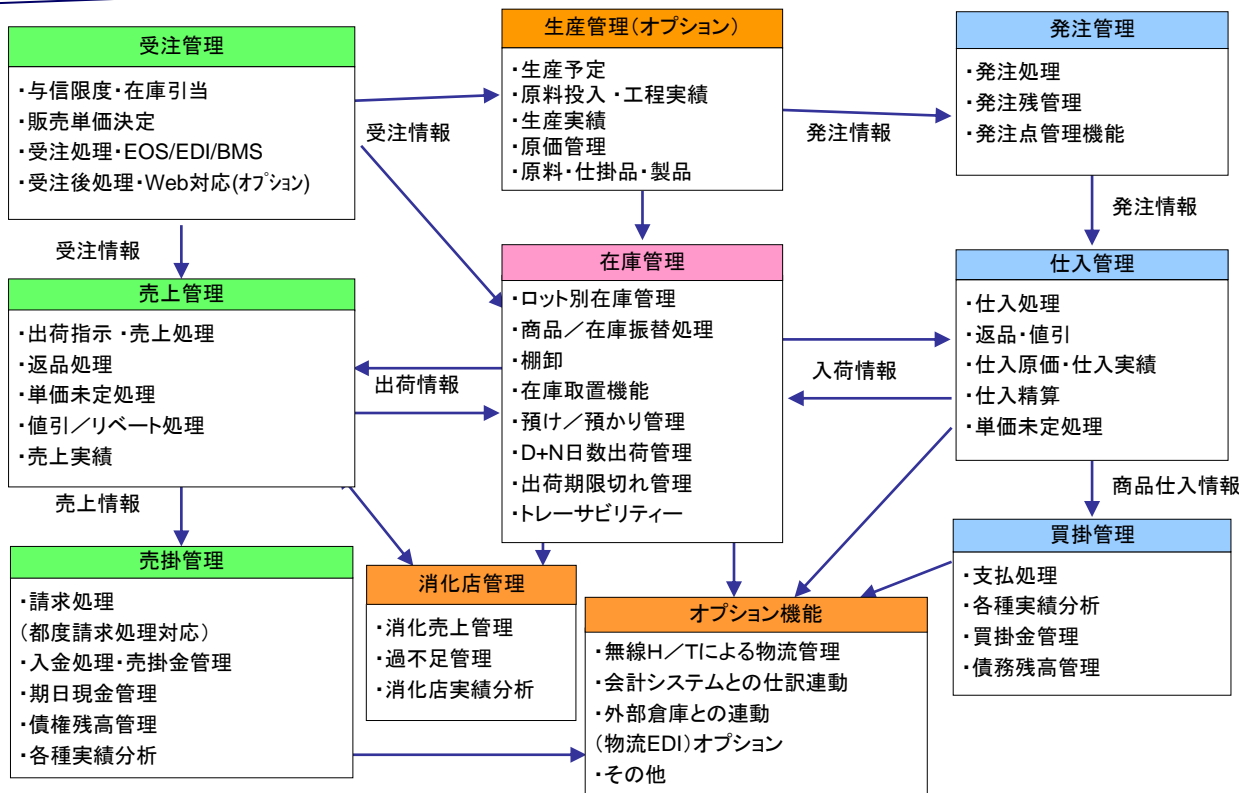 受注管理
・与信限度・在庫引当
・販売単価決定
・受注処理・EOS/EDI/BMS
・受注後処理・Web対応(オプション)
生産管理(オプション)
・生産予定
・原料投入 ・工程実績
・生産実績
・原価管理
・原料・仕掛品・製品
発注管理
・発注処理
・発注残管理
・発注点管理機能
受注情報
発注情報
発注情報
受注情報
売上管理
・出荷指示 ・売上処理
・返品処理
・単価未定処理
・値引／リベート処理
・売上実績
在庫管理
・ロット別在庫管理
・商品／在庫振替処理
・棚卸
・在庫取置機能
・預け／預かり管理
・D+N日数出荷管理
・出荷期限切れ管理
・トレーサビリティー
仕入管理
・仕入処理
・返品・値引
・仕入原価・仕入実績
・仕入精算
・単価未定処理
出荷情報
入荷情報
売上情報
商品仕入情報
売掛管理
・請求処理
(都度請求処理対応)
・入金処理・売掛金管理
・期日現金管理
・債権残高管理
・各種実績分析
消化店管理
・消化売上管理
・過不足管理
・消化店実績分析
オプション機能
・無線H／Tによる物流管理
・会計システムとの仕訳連動
・外部倉庫との連動
(物流EDI)オプション
・その他
買掛管理
・支払処理
・各種実績分析
・買掛金管理
・債務残高管理